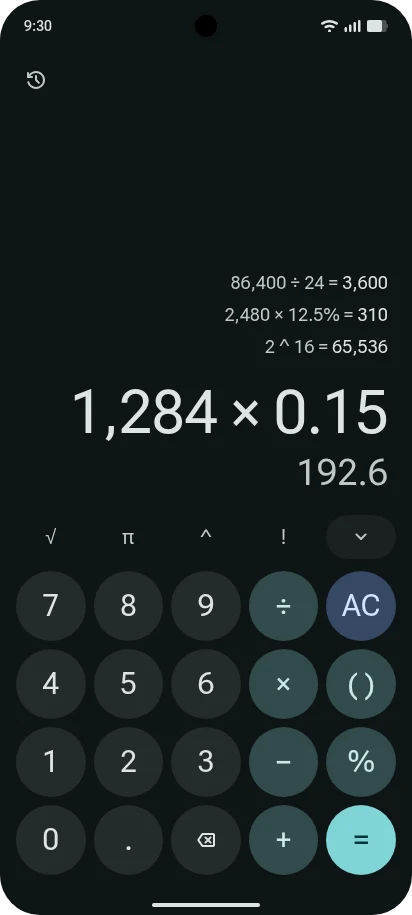 9:30
86,400 ÷ 24 = 3,600
2,480 × 12.5% = 310
2 ^ 16 = 65,536
1,284 × 0.15
192.6
√ π ^ !
7 8 9 ÷ AC
4 5 6 × ( )
1 2 3 − %
0 . + =